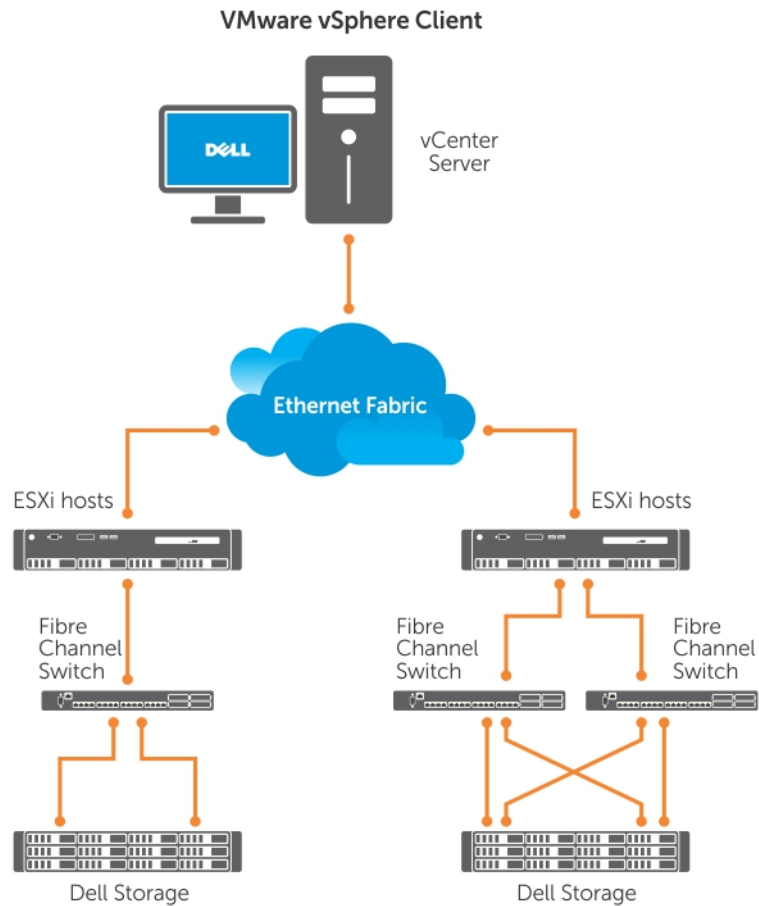 VMware vSphere Client
DELL
vCenter
Server
Ethernet Fabric
ESXi hosts
ESXi hosts
Fibre
Channel
Switch
Fibre
Channel
Switch
Fibre
Channel
Switch
Dell Storage
Dell Storage